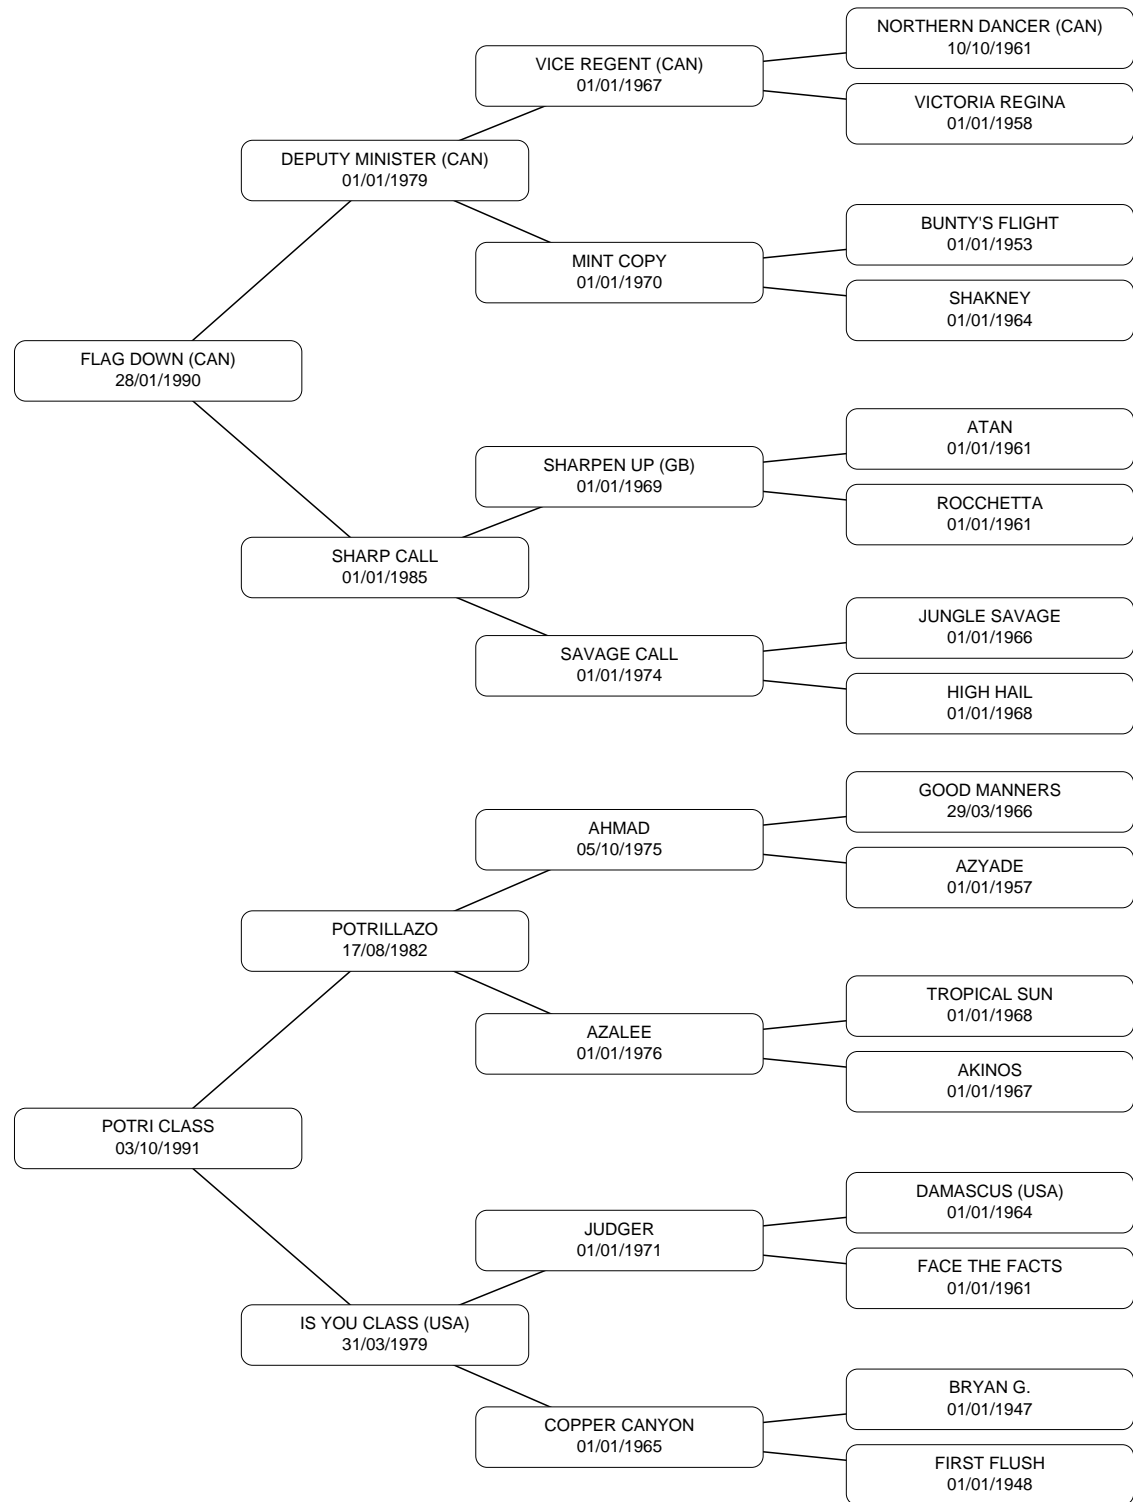 NORTHERN DANCER (CAN)
10/10/1961
VICE REGENT (CAN)
01/01/1967
VICTORIA REGINA
01/01/1958
DEPUTY MINISTER (CAN)
01/01/1979
BUNTY'S FLIGHT
01/01/1953
MINT COPY
01/01/1970
SHAKNEY
01/01/1964
FLAG DOWN (CAN)
28/01/1990
ATAN
01/01/1961
SHARPEN UP (GB)
01/01/1969
ROCCHETTA
01/01/1961
SHARP CALL
01/01/1985
JUNGLE SAVAGE
01/01/1966
SAVAGE CALL
01/01/1974
HIGH HAIL
01/01/1968
GOOD MANNERS
29/03/1966
AHMAD
05/10/1975
AZYADE
01/01/1957
POTRILLAZO
17/08/1982
TROPICAL SUN
01/01/1968
AZALEE
01/01/1976
AKINOS
01/01/1967
POTRI CLASS
03/10/1991
DAMASCUS (USA)
01/01/1964
JUDGER
01/01/1971
FACE THE FACTS
01/01/1961
IS YOU CLASS (USA)
31/03/1979
BRYAN G.
01/01/1947
COPPER CANYON
01/01/1965
FIRST FLUSH
01/01/1948